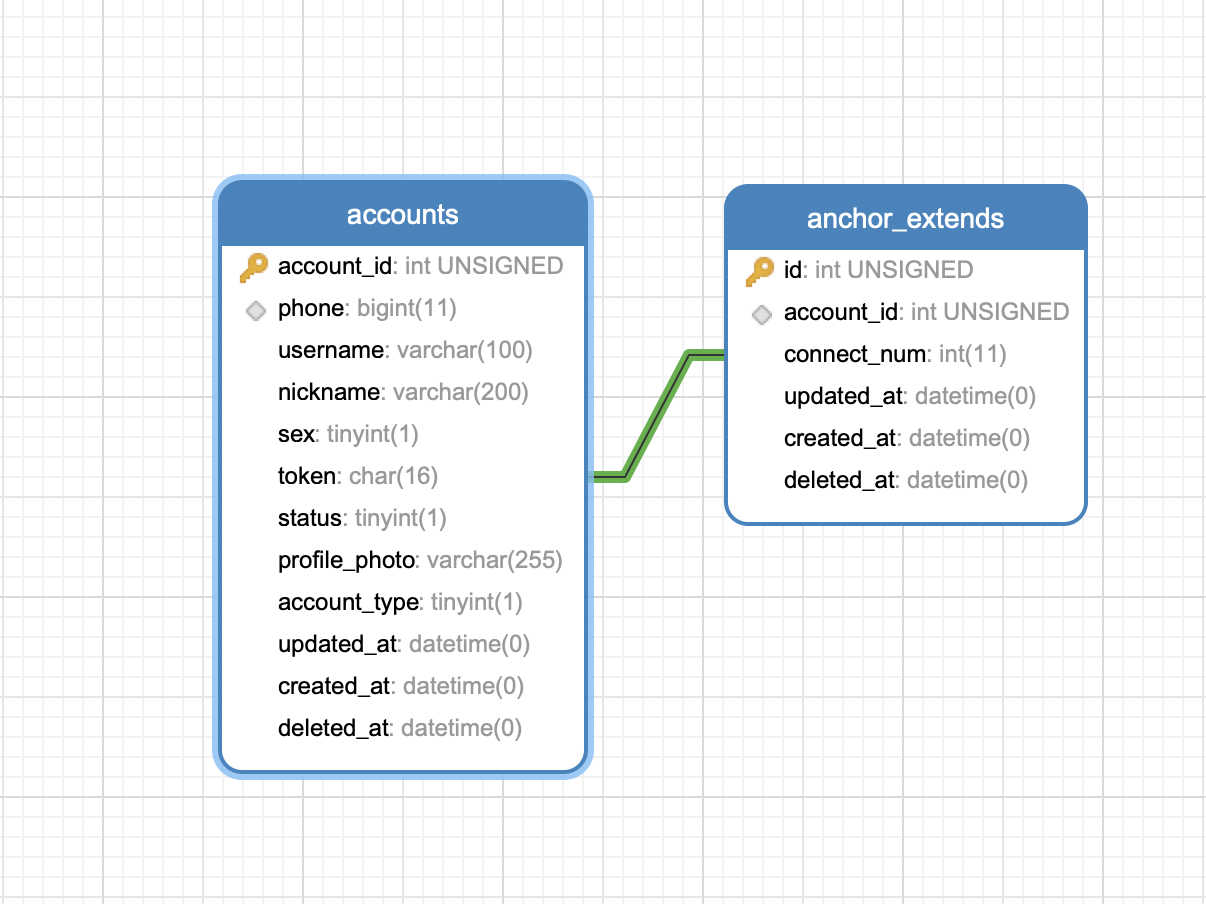 accounts
account_id: int UNSIGNED
phone: bigint(11)
username: varchar(100)
nickname: varchar(200)
sex: tinyint(1)
token: char(16)
status: tinyint(1)
profile_photo: varchar(255)
account_type: tinyint(1)
updated_at: datetime(0)
created_at: datetime(0)
deleted_at: datetime(0)
anchor_extends
id: int UNSIGNED
account_id: int UNSIGNED
connect_num: int(11)
updated_at: datetime(0)
created_at: datetime(0)
deleted_at: datetime(0)